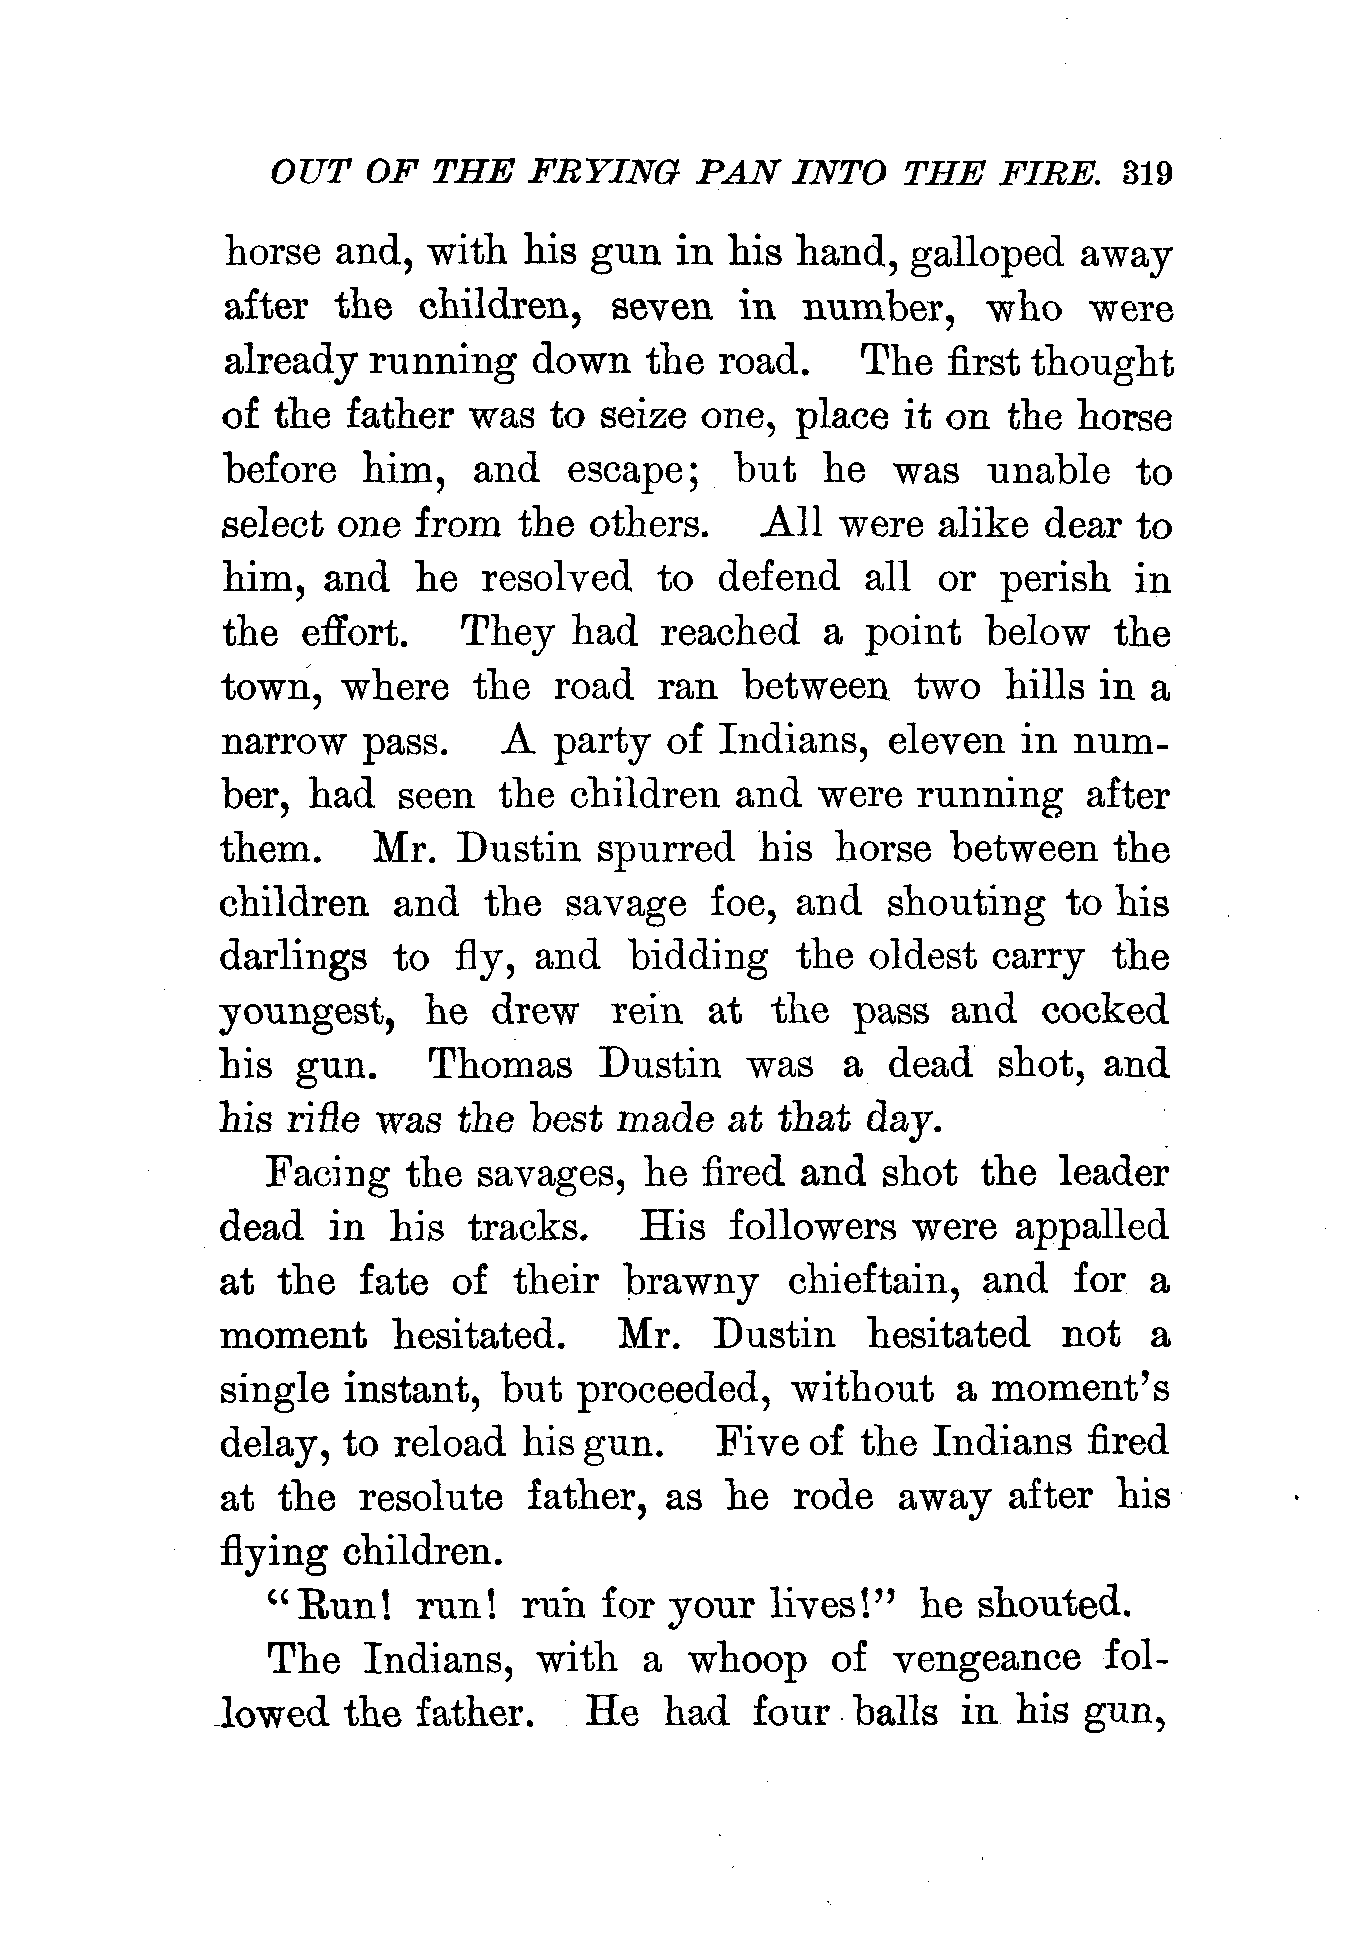 OUT OF THE FRYING PAN INTO THE FIRE. 319
horse and, with his gun in his hand, galloped away
after the children, seven in number, who were
already running down the road. The first thought
of the father was to seize one, place it on the horse
before him, and escape; but he was unable to
select one from the others. All were alike dear to
him, and he resolved to defend all or perish in
the effort. They had reached a point below the
town, where the road ran between two hills in a
narrow pass. A party of Indians, eleven in num-
ber, had seen the children and were running after
them. Mr. Dustin spurred his horse between the
children and the savage foe, and shouting to his
darlings to fly, and bidding the oldest carry the
youngest, he drew rein at the pass and cocked
his gun. Thomas Dustin was a dead shot, and
his rifle was the best made at that day.
Facing the savages, he fired and shot the leader
dead in his tracks. His followers were appalled
at the fate of their brawny chieftain, and for a
moment hesitated. Mr. Dustin hesitated not a
single instant, but proceeded, without a moment's
delay, to reload his gun. Five of the Indians fired
at the resolute father, as he rode away after his
flying children.
"Run! run! run for your lives!" he shouted.
The Indians, with a whoop of vengeance fol-
lowed the father. He had four balls in his gun,